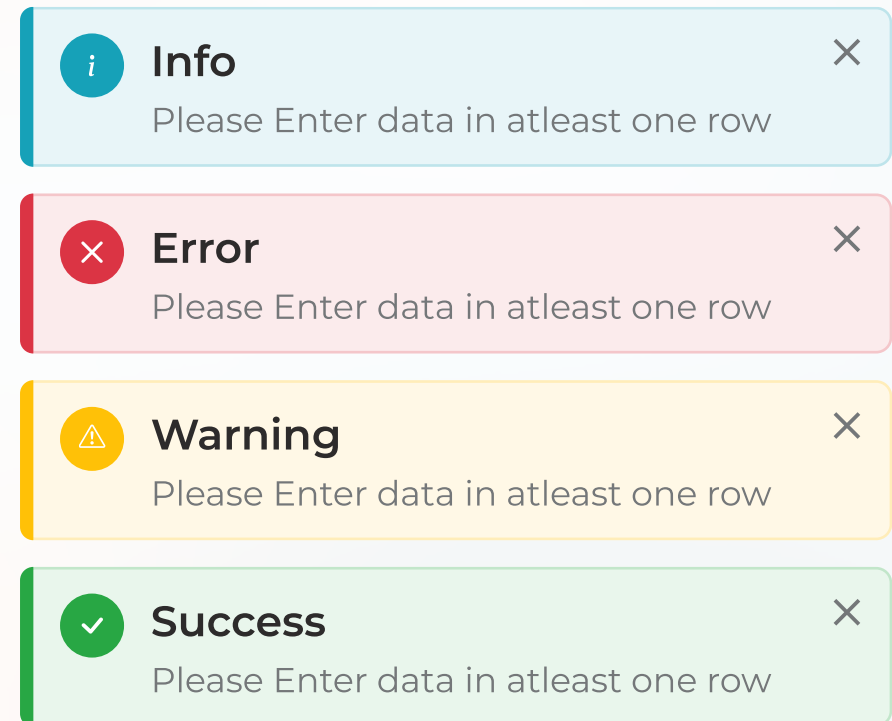 Info
Please Enter data in atleast one row
Error
Please Enter data in atleast one row
Warning
Please Enter data in atleast one row
Success
Please Enter data in atleast one row